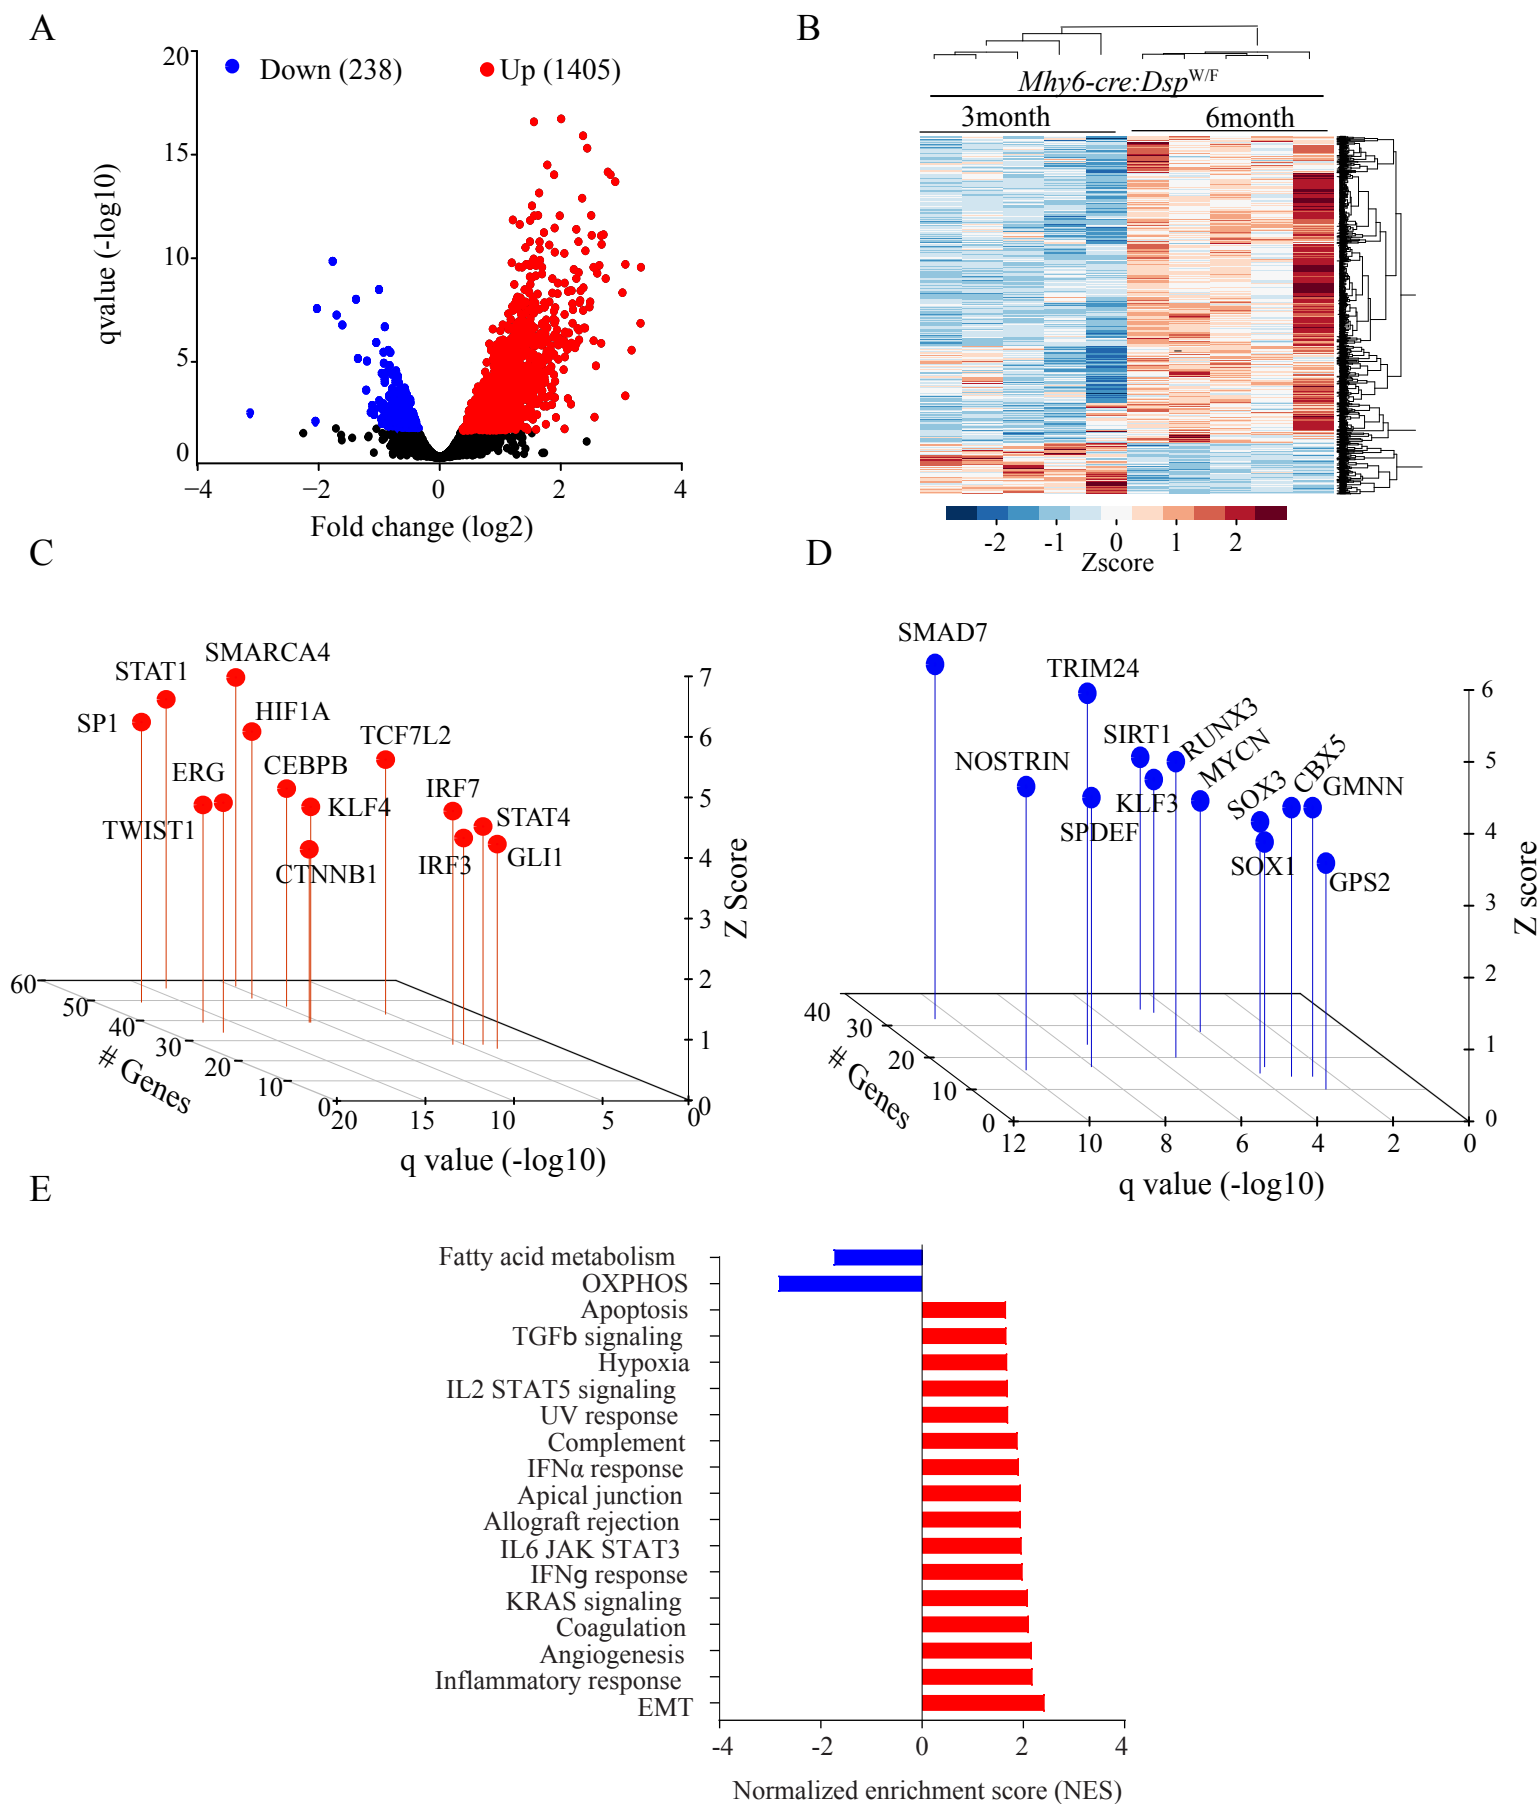 A
20
Down (238)
Up (1405)
15
10
5
0
qvalue (-log10)
−4
−2
0
2
4
Fold change (log2)
B
Mhy6-cre:DspW/F
3month
6month
-2
-1
0
1
2
Zscore
C
SMARCA4
STAT1
SP1
HIF1A
TCF7L2
ERG
CEBPB
IRF7
TWIST1
KLF4
STAT4
CTNNB1
IRF3
GLI1
7
6
5
4
3
2
1
0
Z Score
60
50
40
30
20
10
0
# Genes
20
15
10
5
0
q value (-log10)
D
SMAD7
TRIM24
SIRT1
RUNX3
NOSTRIN
MYCN
KLF3
SOX3
CBX5
GMNN
SPDEF
SOX1
GPS2
6
5
4
3
2
1
0
Z score
40
30
20
10
0
# Genes
12
10
8
6
4
2
0
q value (-log10)
E
Fatty acid metabolism
OXPHOS
Apoptosis
TGFb signaling
Hypoxia
IL2 STAT5 signaling
UV response
Complement
IFNα response
Apical junction
Allograft rejection
IL6 JAK STAT3
IFNg response
KRAS signaling
Coagulation
Angiogenesis
Inflammatory response
EMT
-4
-2
0
2
4
Normalized enrichment score (NES)